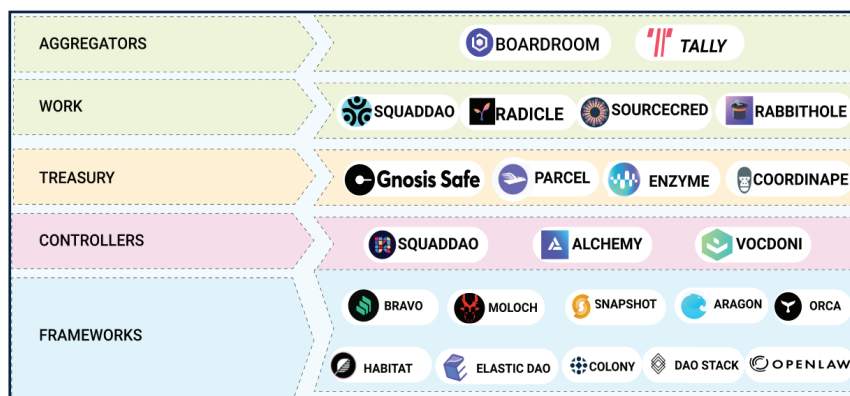 AGGREGATORS
BOARDROOM
TALLY
WORK
SQUADDAO
RADICLE
SOURCECRED
RABBITHOLE
TREASURY
Gnosis Safe
PARCEL
ENZYME
COORDINAPE
CONTROLLERS
SQUADDAO
ALCHEMY
VOCDONI
FRAMEWORKS
BRAVO
MOLOCH
SNAPSHOT
ARAGON
ORCA
HABITAT
ELASTIC DAO
COLONY
DAO STACK
OPENLAW